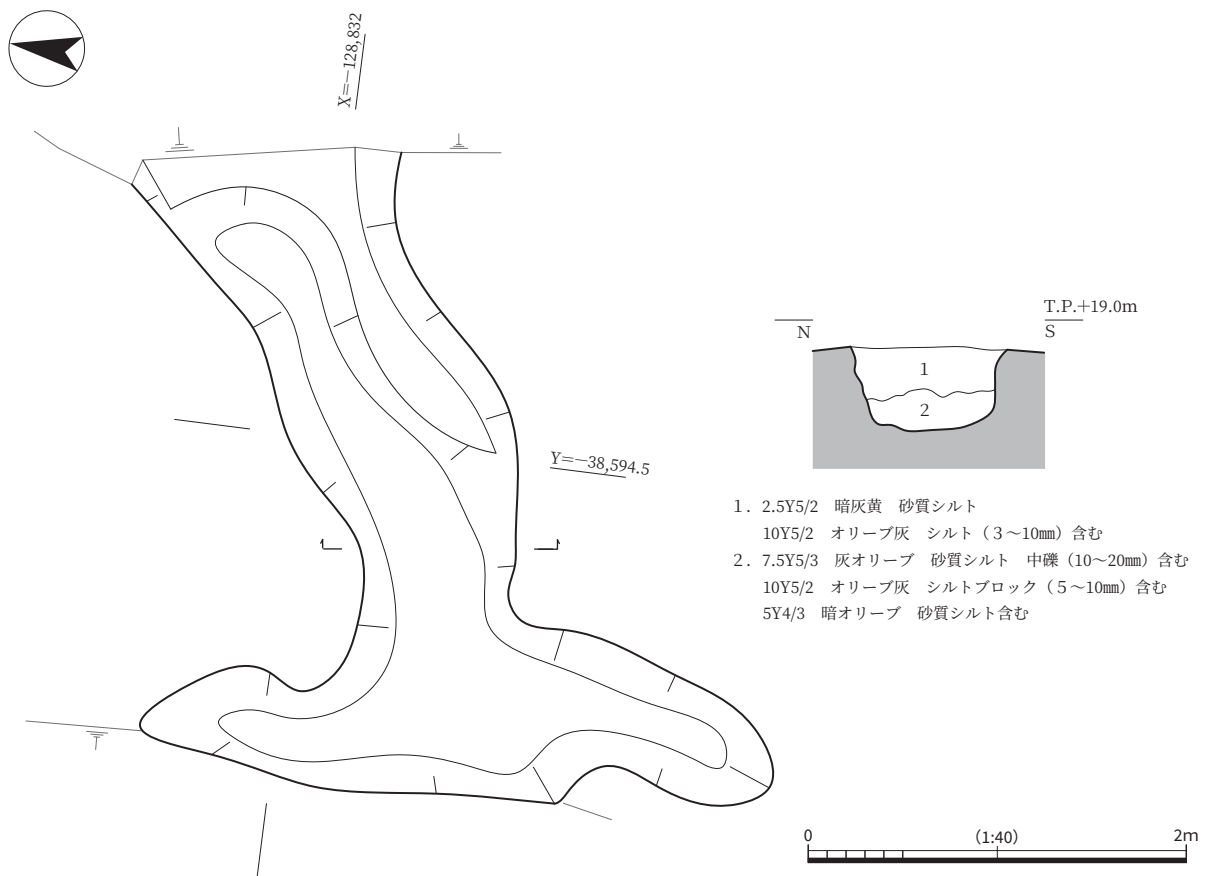 X=−128,832
T.P.+19.0m
N
S
1
2
Y=−38,594.5
１．2.5Y5/2　暗灰黄　砂質シルト
10Y5/2　オリーブ灰　シルト（３〜10㎜）含む
２．7.5Y5/3　灰オリーブ　砂質シルト　中礫（10〜20㎜）含む
10Y5/2　オリーブ灰　シルトブロック（５〜10㎜）含む
5Y4/3　暗オリーブ　砂質シルト含む
0
(1:40)
2m